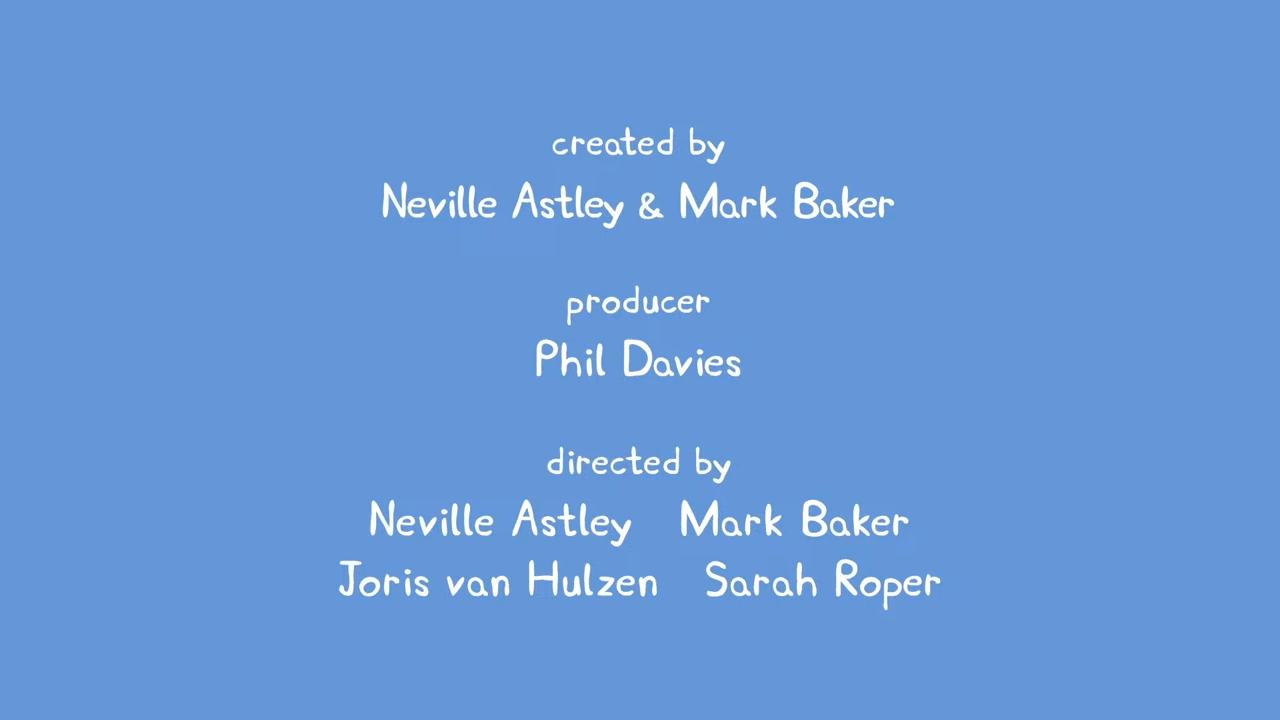 created by
Neville Astley & Mark Baker
producer
Phil Davies
directed by
Neville Astley Mark Baker
Joris van Hulzen Sarah Roper